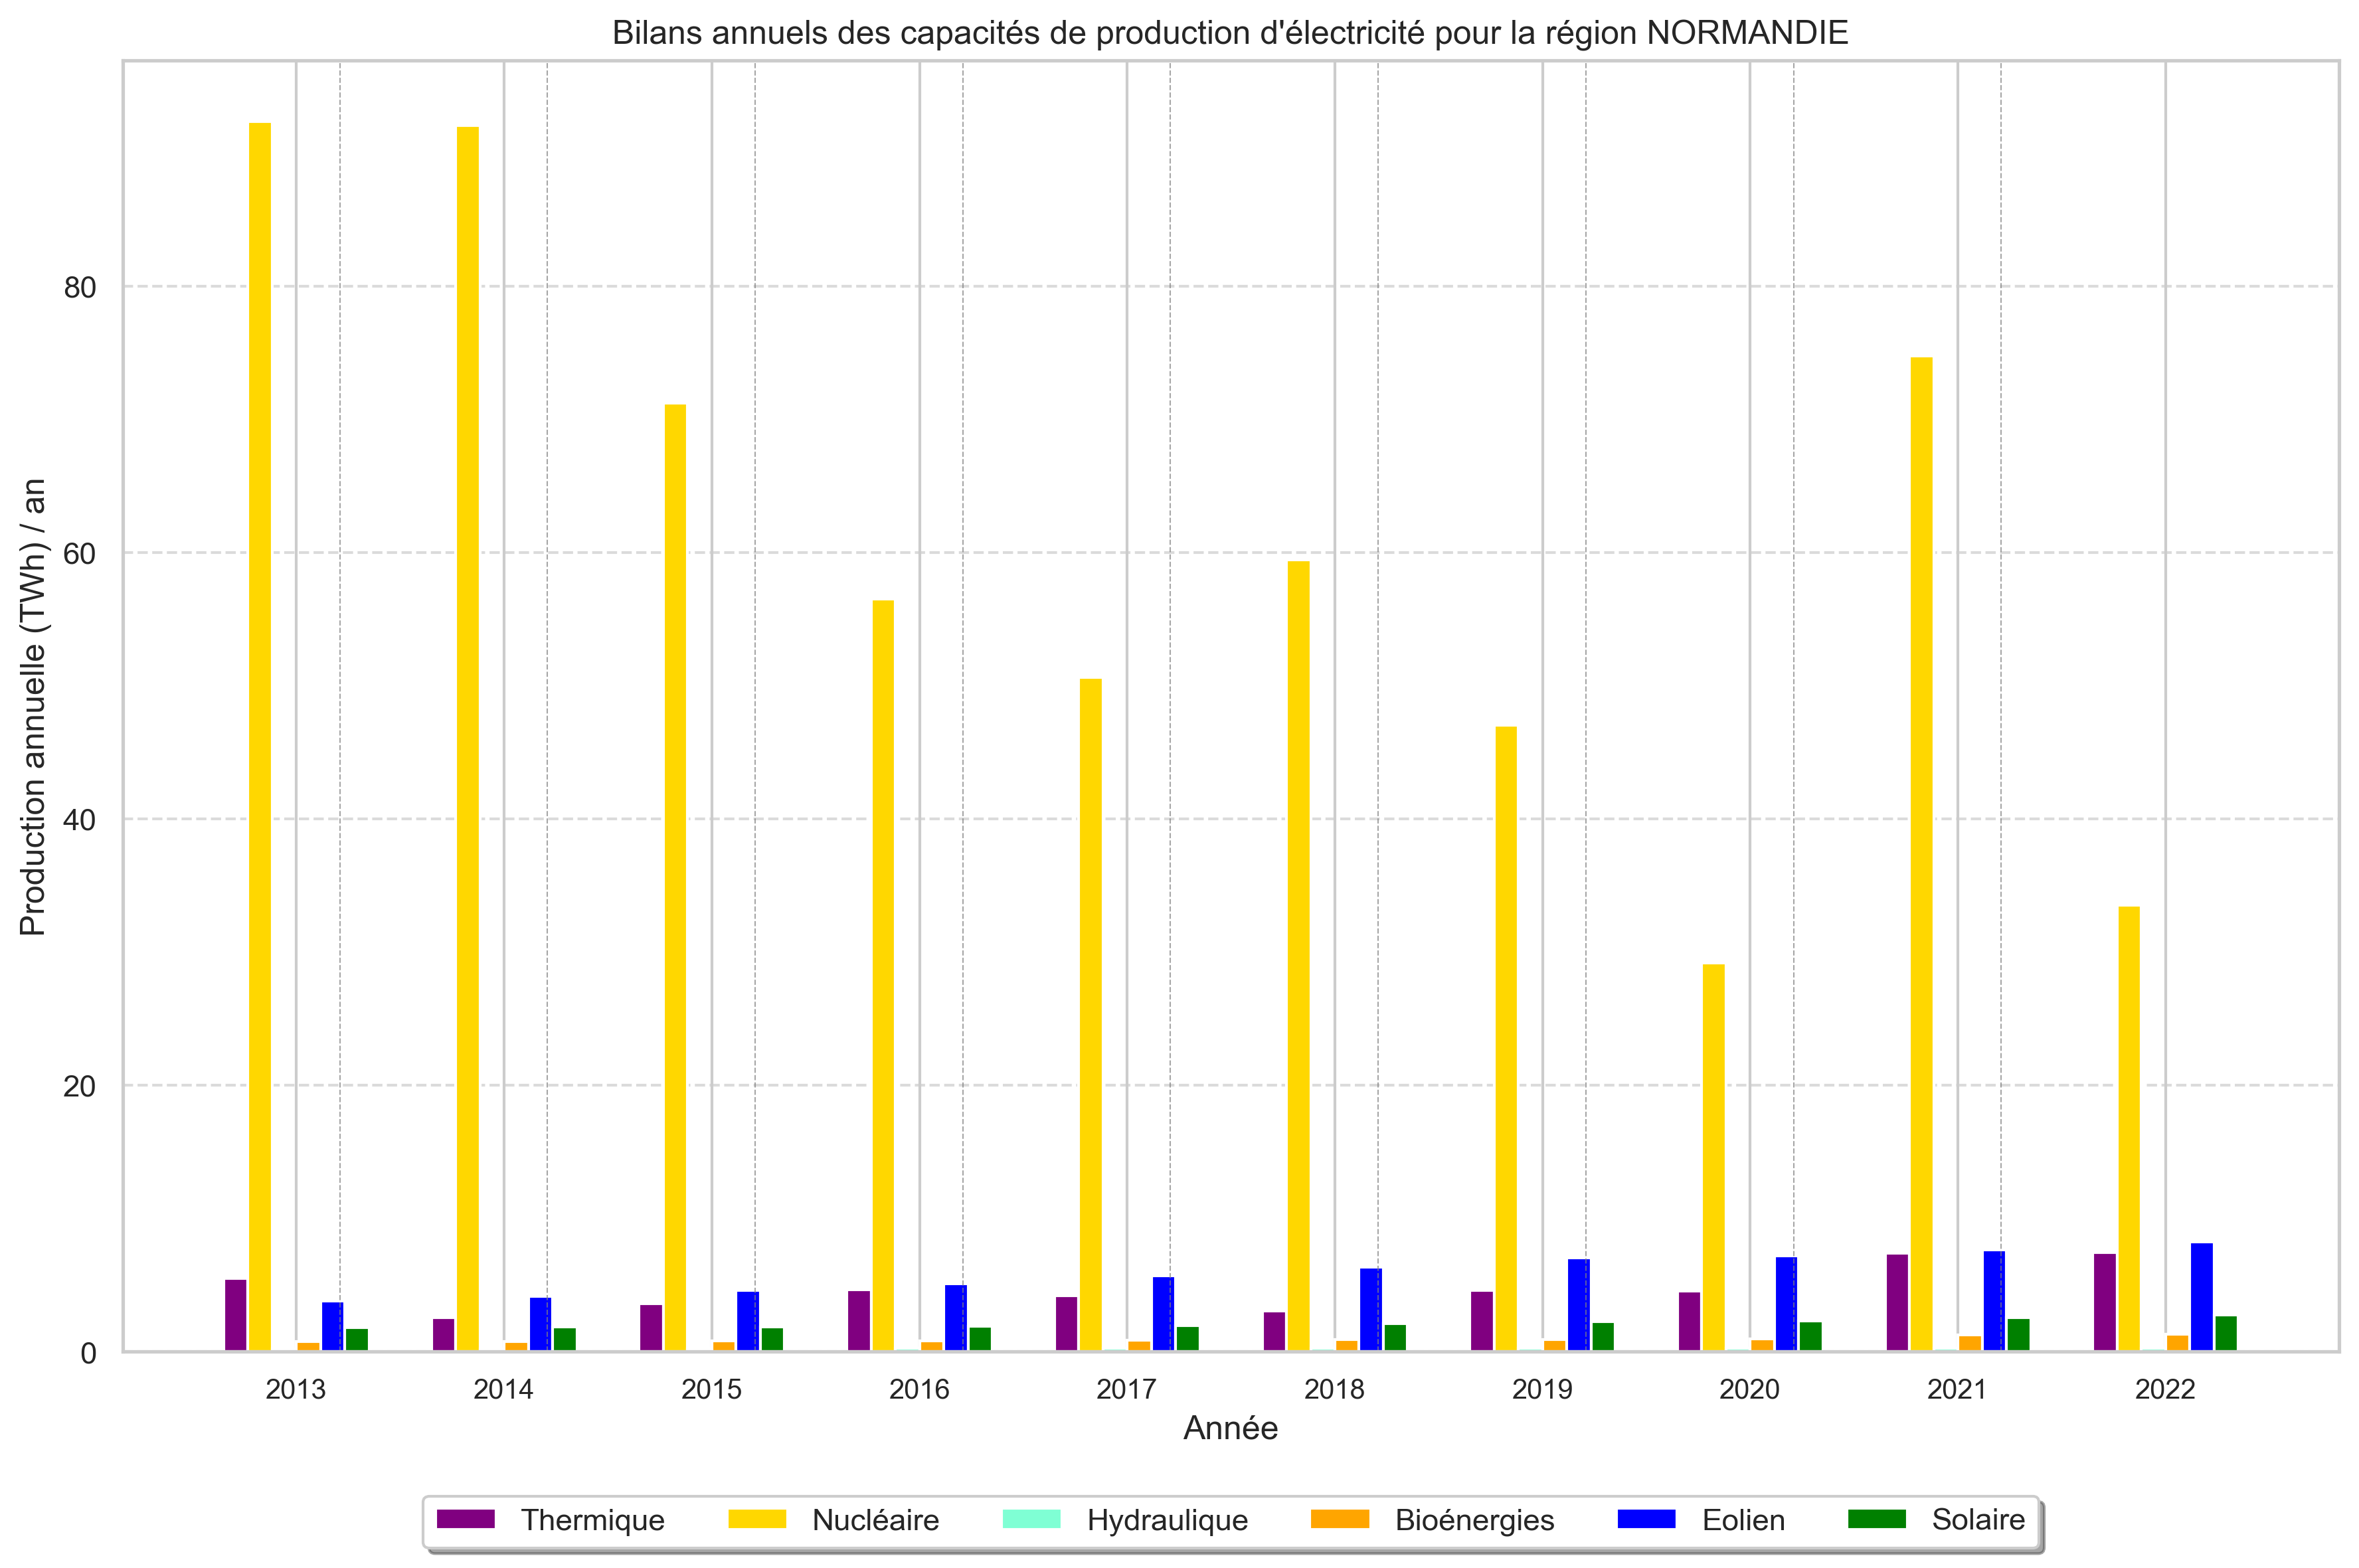 Bilans annuels des capacités de production d'électricité pour la région NORMANDIE
Production annuelle (TWh) / an
80
60
40
20
0
2013 2014 2015 2016 2017 2018 2019 2020 2021 2022
Année
Thermique Nucléaire Hydraulique Bioénergies Eolien Solaire